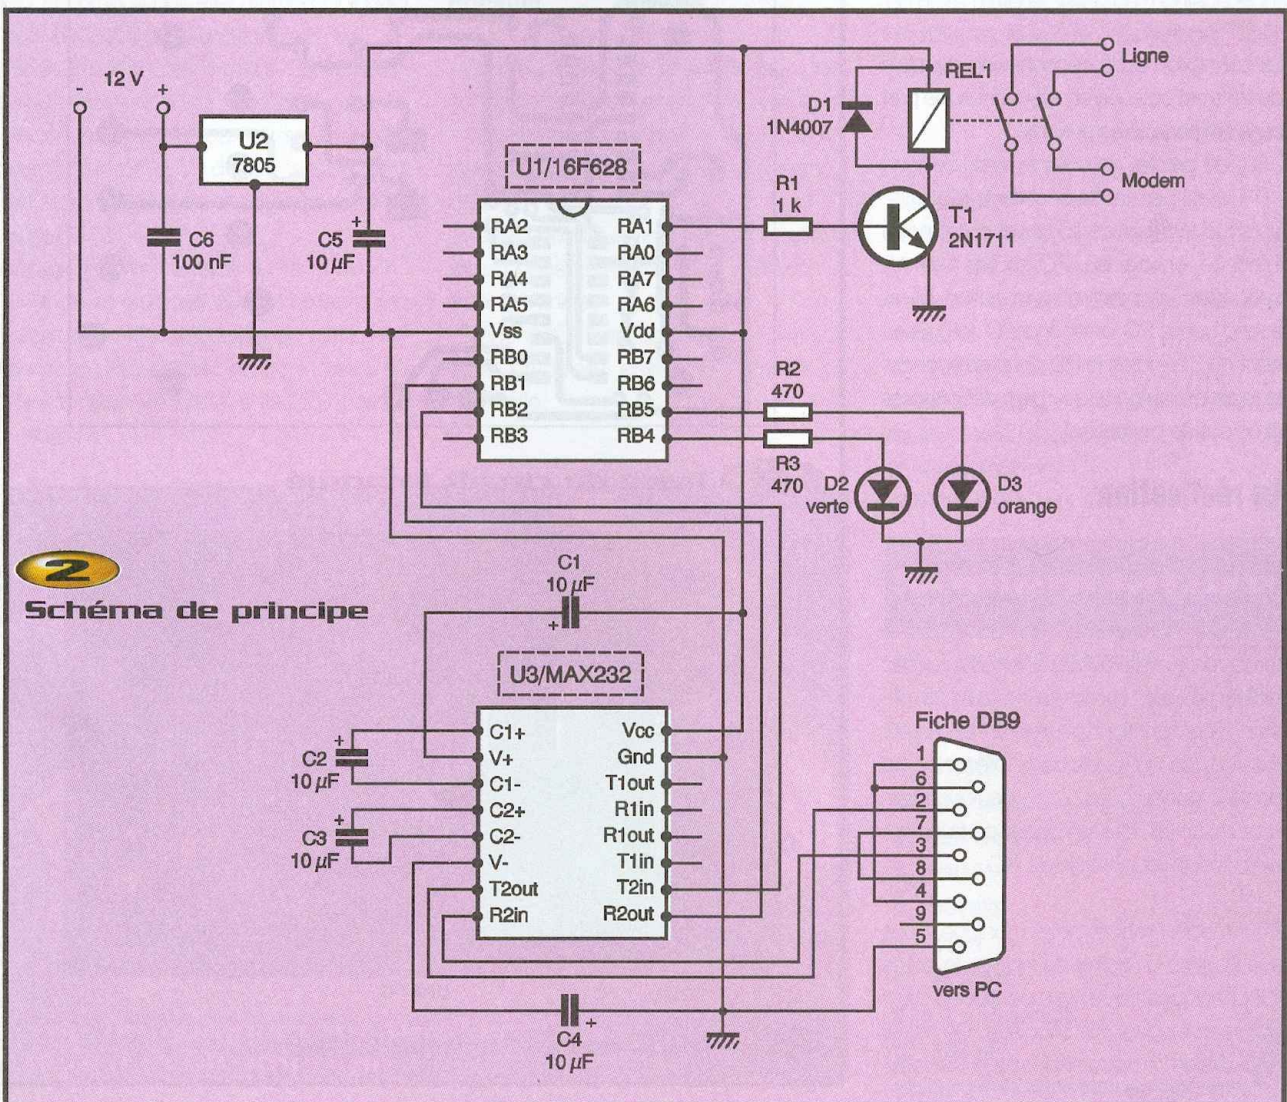 - 12 V +
U2
7805
C6
100 nF
+
C5
10 µF
U1/16F628
RA2
RA3
RA4
RA5
Vss
RB0
RB1
RB2
RB3
RA1
RA0
RA7
RA6
Vdd
RB7
RB6
RB5
RB4
R1
1 k
D1
1N4007
REL1
T1
2N1711
Ligne
Modem
R2
470
R3
470
D2
verte
D3
orange
2
Schéma de principe
C1
10 µF
+
U3/MAX232
C1+
V+
C1-
C2+
C2-
V-
T2out
R2in
Vcc
Gnd
T1out
R1in
R1out
T1in
T2in
R2out
+
C2
10 µF
+
C3
10 µF
C4
10 µF
+
Fiche DB9
1
6
2
7
3
8
4
9
5
vers PC